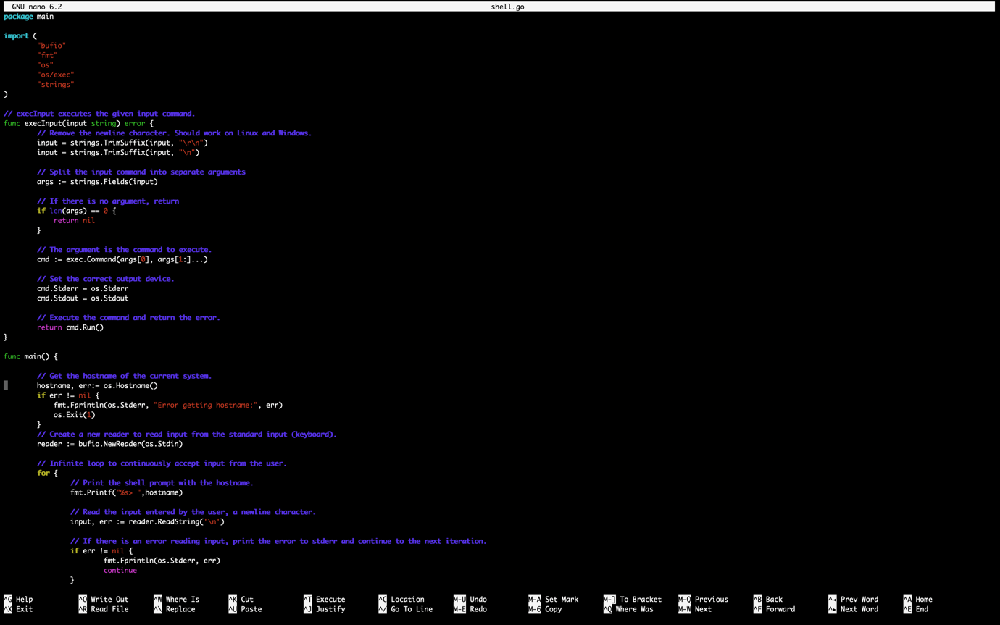 GNU nano 6.2 shell.go
package main
import (
"bufio"
"fmt"
"os"
"os/exec"
"strings"
)
// execInput executes the given input command.
func execInput(input string) error {
// Remove the newline character. Should work on Linux and Windows.
input = strings.TrimSuffix(input, "\r\n")
input = strings.TrimSuffix(input, "\n")
// Split the input command into separate arguments
args := strings.Fields(input)
// If there is no argument, return
if len(args) == 0 {
return nil
}
// The argument is the command to execute.
cmd := exec.Command(args[0], args[1:]...)
// Set the correct output device.
cmd.Stderr = os.Stderr
cmd.Stdout = os.Stdout
// Execute the command and return the error.
return cmd.Run()
}
func main() {
// Get the hostname of the current system.
hostname, err:= os.Hostname()
if err != nil {
fmt.Fprintln(os.Stderr, "Error getting hostname:", err)
os.Exit(1)
}
// Create a new reader to read input from the standard input (keyboard).
reader := bufio.NewReader(os.Stdin)
// Infinite loop to continuously accept input from the user.
for {
// Print the shell prompt with the hostname.
fmt.Printf("%s> ",hostname)
// Read the input entered by the user, a newline character.
input, err := reader.ReadString('\n')
// If there is an error reading input, print the error to stderr and continue to the next iteration.
if err != nil {
fmt.Fprintln(os.Stderr, err)
continue
}
^G Help ^O Write Out ^W Where Is ^K Cut ^T Execute ^C Location M-U Undo M-A Set Mark M-] To Bracket M-Q Previous ^B Back ^◂ Prev Word ^A Home
^X Exit ^R Read File ^\ Replace ^U Paste ^J Justify ^/ Go To Line M-E Redo M-6 Copy ^Q Where Was M-W Next ^F Forward ^▸ Next Word ^E End